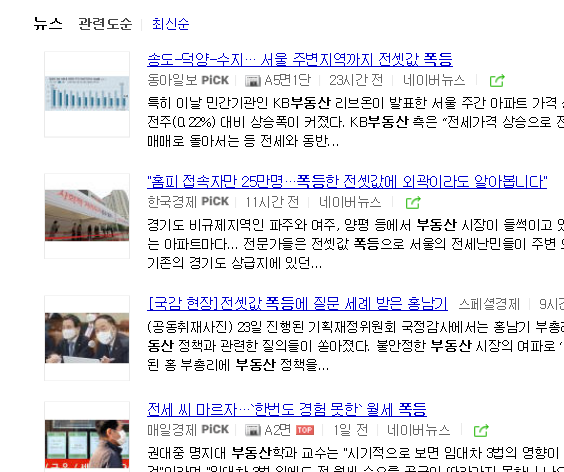 뉴스 관련도순 최신순
송도-덕양-수지… 서울 주변지역까지 전셋값 폭등
동아일보 PiCK A5면1단 23시간 전 네이버뉴스
특히 이날 민간기관인 KB부동산 리브온이 발표한 서울 주간 아파트 가격
전주(0.22%) 대비 상승폭이 커졌다. KB부동산 측은 "전세가격 상승으로
매매로 돌아서는 등 전세와 동반...
"홈피 접속자만 25만명…폭등한 전셋값에 외곽이라도 알아봅니다"
한국경제 PiCK 11시간 전 네이버뉴스
경기도 비규제지역인 파주와 여주, 양평 등에서 부동산 시장이 들썩이고
는 아파트마다... 전문가들은 전셋값 폭등으로 서울의 전세난민들이 주변
기존의 경기도 상급지에 있던...
[국감 현장] 전셋값 폭등에 질문 세례 받은 홍남기 스페셜경제 9시
(공동취재사진) 23일 진행된 기획재정위원회 국정감사에서는 홍남기 부총
동산 정책과 관련한 질의들이 쏟아졌다. 불안정한 부동산 시장의 여파로
된 홍 부총리에 부동산 정책을...
전세 씨 마르자…`한번도 경험 못한` 월세 폭등
매일경제 PiCK A2면 TOP 1일 전 네이버뉴스
권대중 명지대 부동산학과 교수는 "시기적으로 보면 임대차 3법의 영향이